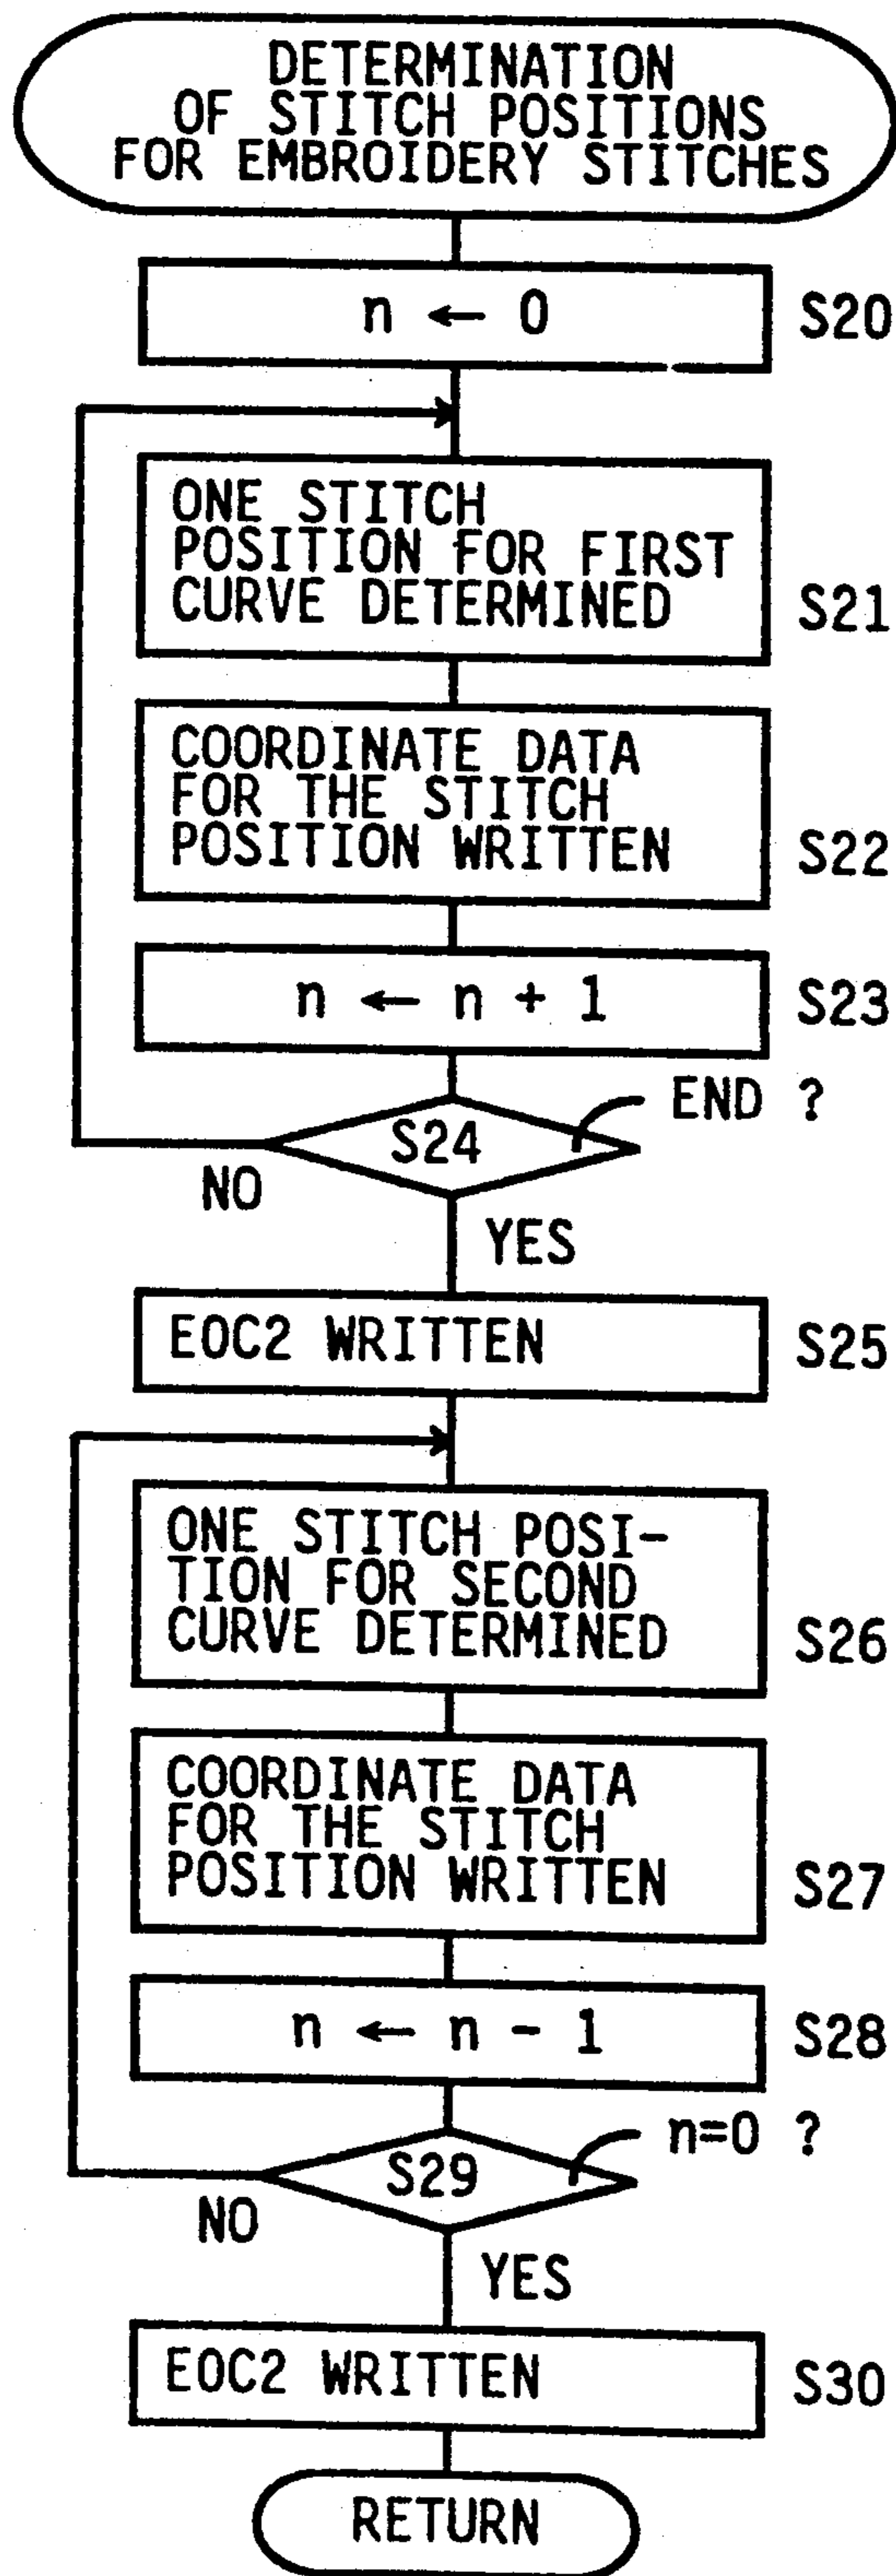 DETERMINATION
OF STITCH POSITIONS
FOR EMBROIDERY STITCHES
n ← 0
S20
ONE STITCH
POSITION FOR FIRST
CURVE DETERMINED
S21
COORDINATE DATA
FOR THE STITCH
POSITION WRITTEN
S22
n ← n + 1
S23
END ?
S24
NO
YES
EOC2 WRITTEN
S25
ONE STITCH POSI-
TION FOR SECOND
CURVE DETERMINED
S26
COORDINATE DATA
FOR THE STITCH
POSITION WRITTEN
S27
n ← n - 1
S28
n=0 ?
S29
NO
YES
EOC2 WRITTEN
S30
RETURN